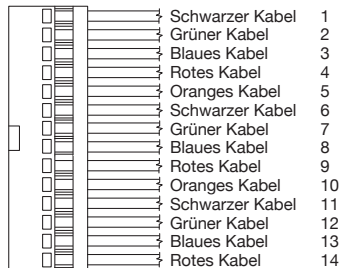 Schwarzer Kabel 1
Grüner Kabel 2
Blaues Kabel 3
Rotes Kabel 4
Oranges Kabel 5
Schwarzer Kabel 6
Grüner Kabel 7
Blaues Kabel 8
Rotes Kabel 9
Oranges Kabel 10
Schwarzer Kabel 11
Grüner Kabel 12
Blaues Kabel 13
Rotes Kabel 14